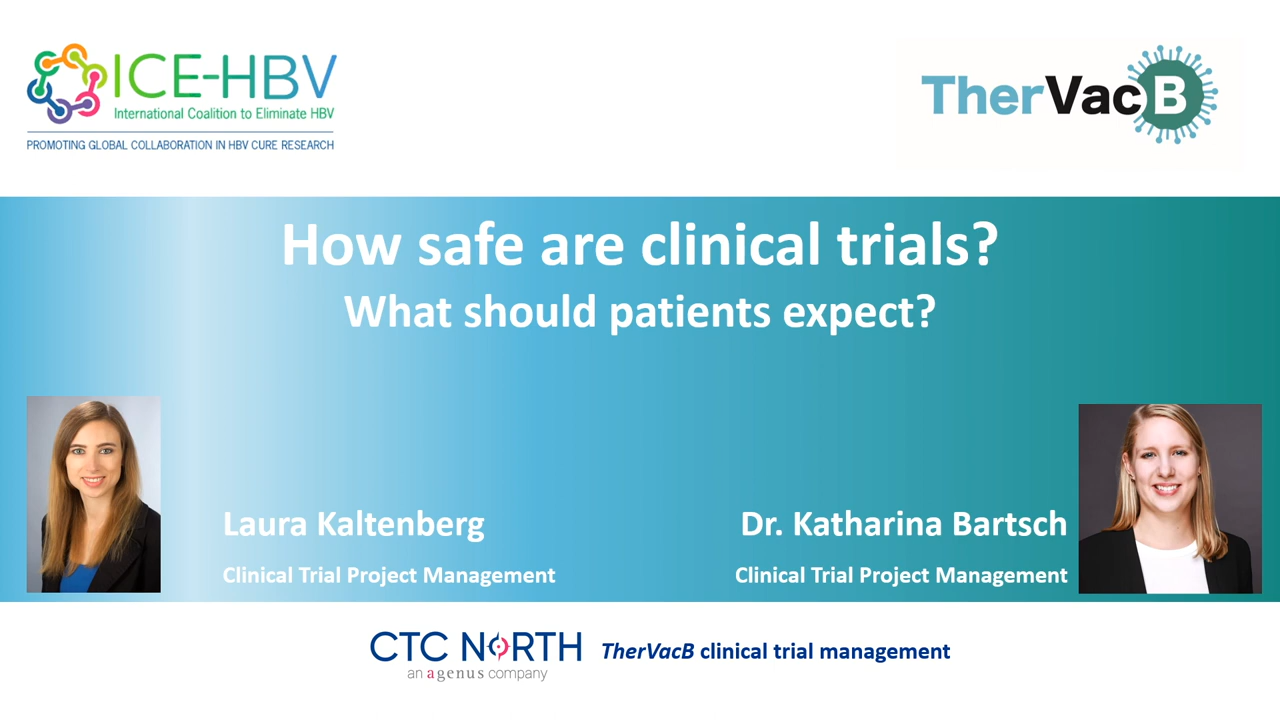 ICE-HBV
International Coalition to Eliminate HBV
PROMOTING GLOBAL COLLABORATION IN HBV CURE RESEARCH
TherVacB
How safe are clinical trials?
What should patients expect?
Laura Kaltenberg
Clinical Trial Project Management
Dr. Katharina Bartsch
Clinical Trial Project Management
CTC NORTH
an agenus company
TherVacB clinical trial management